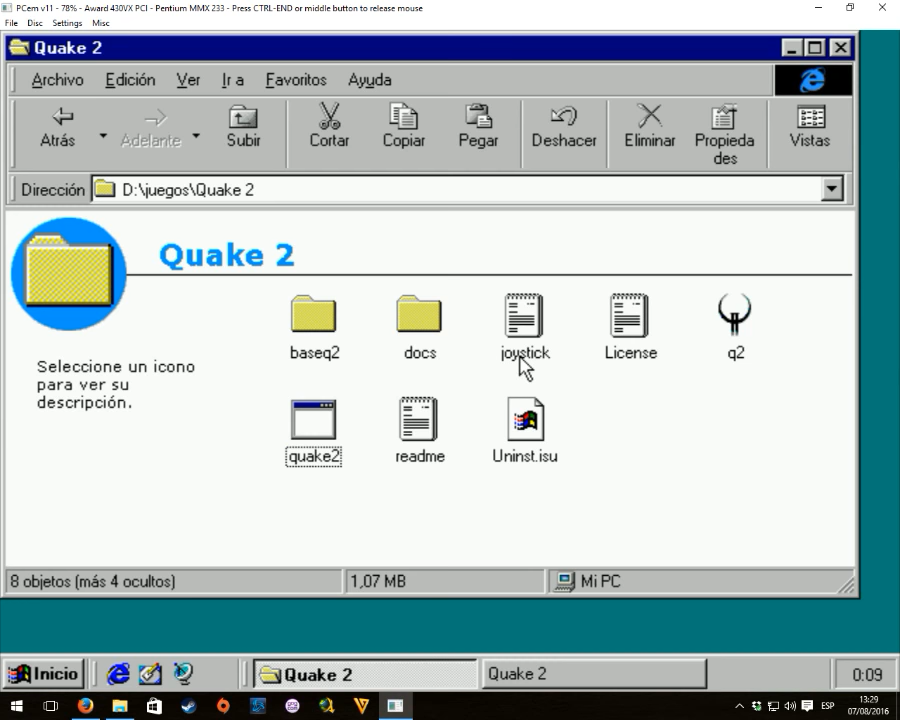 PCem v11 - 78% - Award 430VX PCI - Pentium MMX 233 - Press CTRL-END or middle button to release mouse
File Disc Settings Misc
Quake 2
Archivo Edición Ver Ir a Favoritos Ayuda
Atrás Adelante Subir Cortar Copiar Pegar Deshacer Eliminar Propieda des Vistas
Dirección D:\juegos\Quake 2
Quake 2
baseq2 docs joystick License q2
Seleccione un icono
para ver su
descripción.
quake2 readme Uninst.isu
8 objetos (más 4 ocultos) 1,07 MB Mi PC
Inicio Quake 2 Quake 2 0:09
ESP 13:29
07/08/2016